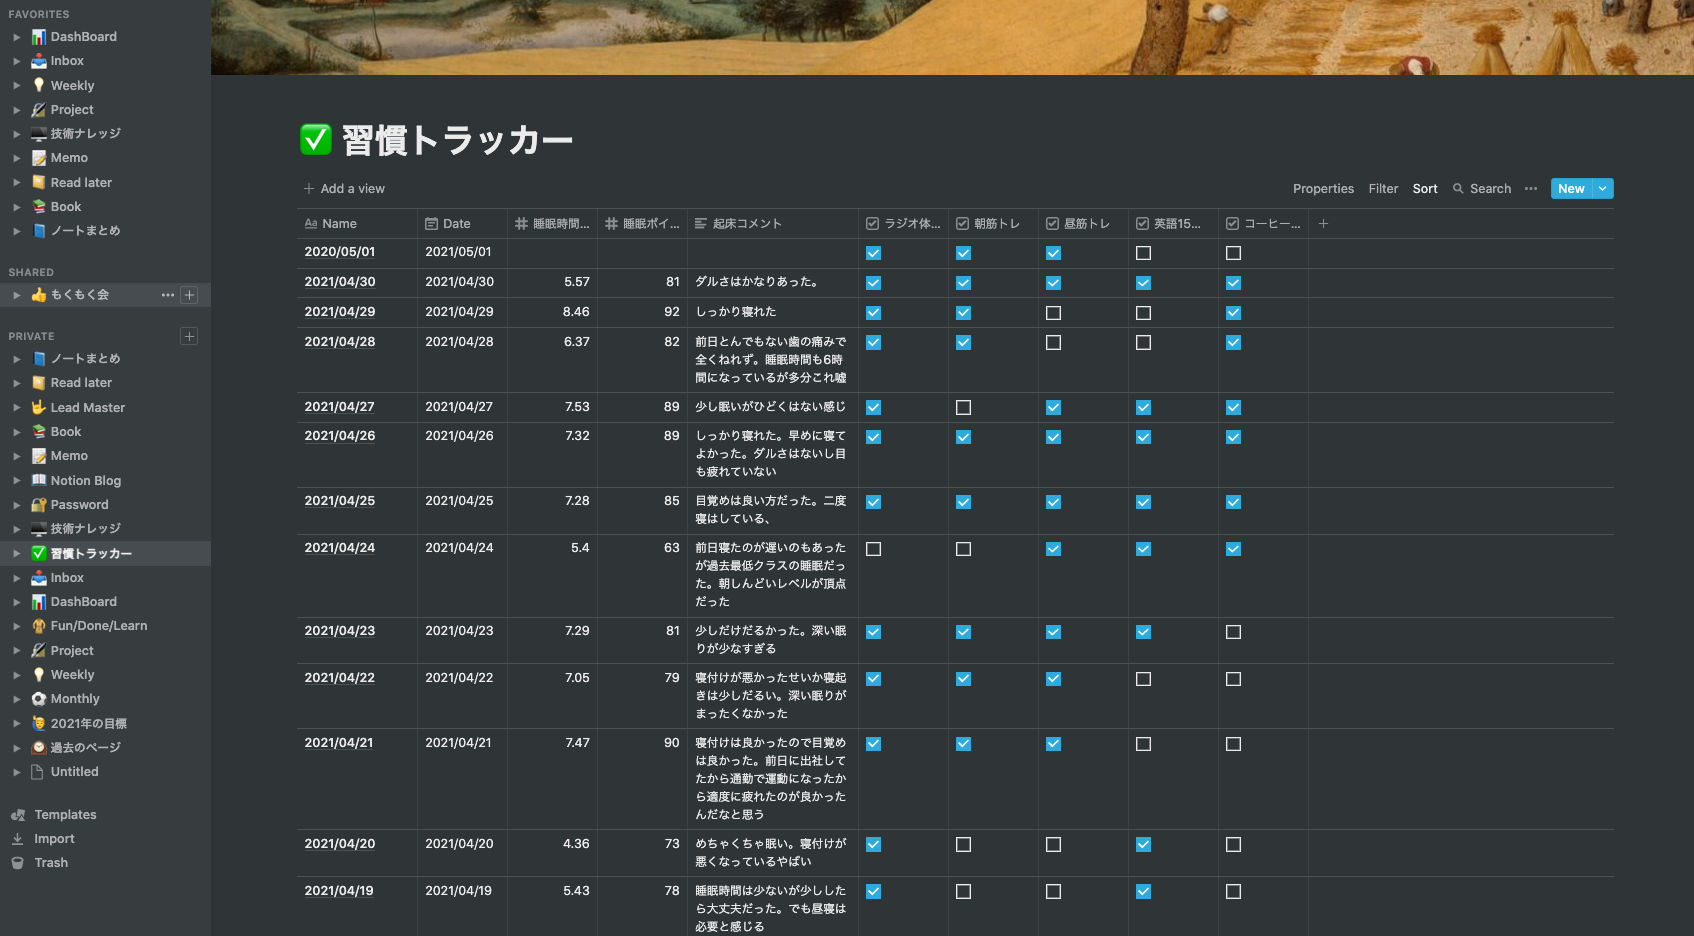 FAVORITES
DashBoard
Inbox
Weekly
Project
技術ナレッジ
Memo
Read later
Book
ノートまとめ
SHARED
もくもく会
PRIVATE
ノートまとめ
Read later
Lead Master
Book
Memo
Notion Blog
Password
技術ナレッジ
習慣トラッカー
Inbox
DashBoard
Fun/Done/Learn
Project
Weekly
Monthly
2021年の目標
過去のページ
Untitled
Templates
Import
Trash
習慣トラッカー
Add a view
Properties Filter Sort Search New
Aa Name Date # 睡眠時間... # 睡眠ポイ... 起床コメント ラジオ体... 朝筋トレ 昼筋トレ 英語15... コーヒー...
2020/05/01 2021/05/01
2021/04/30 2021/04/30 5.57 81 ダルさはかなりあった。
2021/04/29 2021/04/29 8.46 92 しっかり寝れた
2021/04/28 2021/04/28 6.37 82 前日とんでもない歯の痛みで
全くねれず。睡眠時間も6時
間になっているが多分これ嘘
2021/04/27 2021/04/27 7.53 89 少し眠いがひどくはない感じ
2021/04/26 2021/04/26 7.32 89 しっかり寝れた。早めに寝て
よかった。ダルさはないし目
も疲れていない
2021/04/25 2021/04/25 7.28 85 目覚めは良い方だった。二度
寝はしている、
2021/04/24 2021/04/24 5.4 63 前日寝たのが遅いのもあった
が過去最低クラスの睡眠だっ
た。朝しんどいレベルが頂点
だった
2021/04/23 2021/04/23 7.29 81 少しだけだるかった。深い眠
りが少なすぎる
2021/04/22 2021/04/22 7.05 79 寝付けが悪かったせいか寝起
きは少しだるい。深い眠りが
まったくなかった
2021/04/21 2021/04/21 7.47 90 寝付けは良かったので目覚め
は良かった。前日に出社して
たから通勤で運動になったか
ら適度に疲れたのが良かった
んだなと思う
2021/04/20 2021/04/20 4.36 73 めちゃくちゃ眠い。寝付けが
悪くなっているやばい
2021/04/19 2021/04/19 5.43 78 睡眠時間は少ないが少しした
ら大丈夫だった。でも昼寝は
必要と感じる